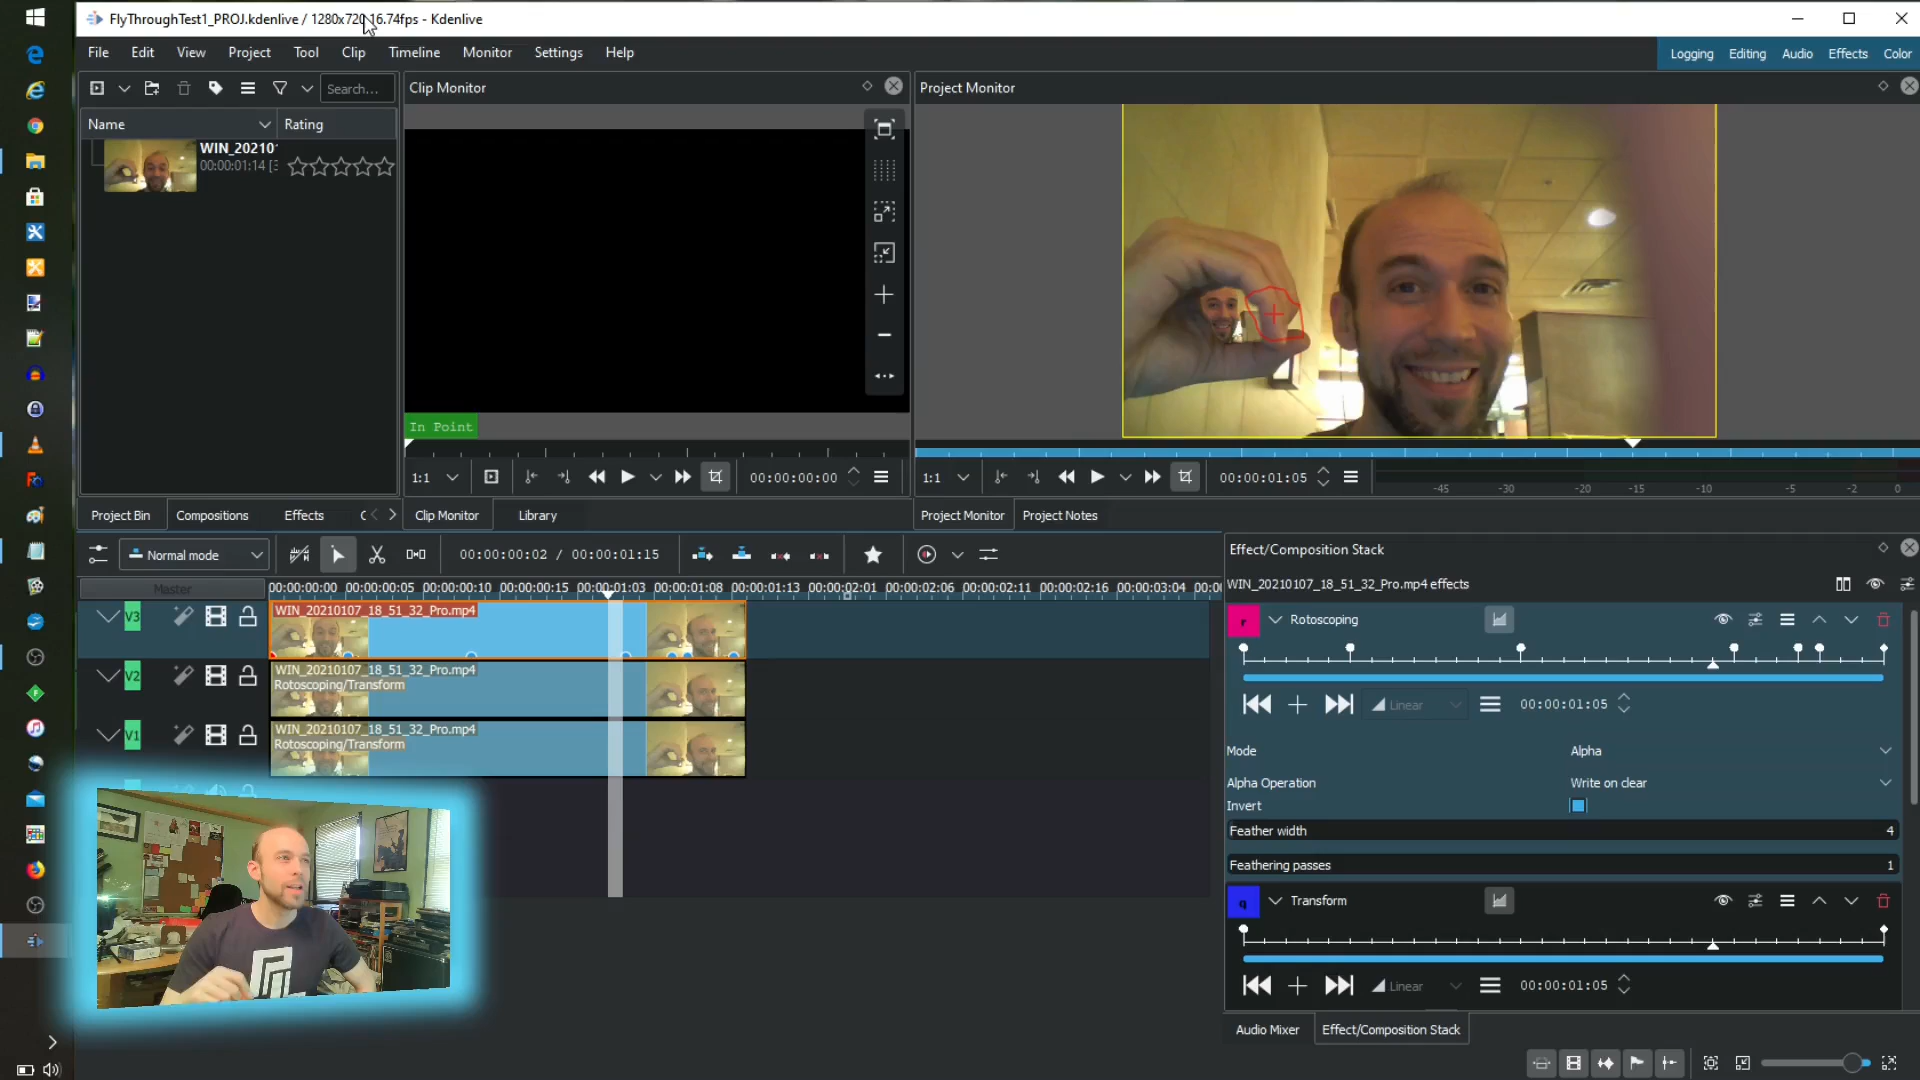 FlyThroughTest1_PROJ.kdenlive / 1280x720 16.74fps - Kdenlive
File Edit View Project Tool Clip Timeline Monitor Settings Help
Logging Editing Audio Effects Color
Search...
Clip Monitor
Project Monitor
Name Rating
WIN_20210
00:00:01:14
In Point
1:1 00:00:00:00
1:1 00:00:01:05
-45 -30 -20 -15 -10 -5 -2 0
Project Bin Compositions Effects
Clip Monitor Library
Project Monitor Project Notes
Normal mode
00:00:00:02 / 00:00:01:15
Effect/Composition Stack
Master
00:00:00:00 00:00:00:05 00:00:00:10 00:00:00:15 00:00:01:03 00:00:01:08 00:00:01:13 00:00:02:01 00:00:02:06 00:00:02:11 00:00:02:16 00:00:03:04
WIN_20210107_18_51_32_Pro.mp4 effects
V3
WIN_20210107_18_51_32_Pro.mp4
r Rotoscoping
V2
WIN_20210107_18_51_32_Pro.mp4
Rotoscoping/Transform
Linear 00:00:01:05
V1
WIN_20210107_18_51_32_Pro.mp4
Rotoscoping/Transform
Mode Alpha
Alpha Operation Write on clear
Invert
Feather width 4
Feathering passes 1
q Transform
Linear 00:00:01:05
Audio Mixer Effect/Composition Stack